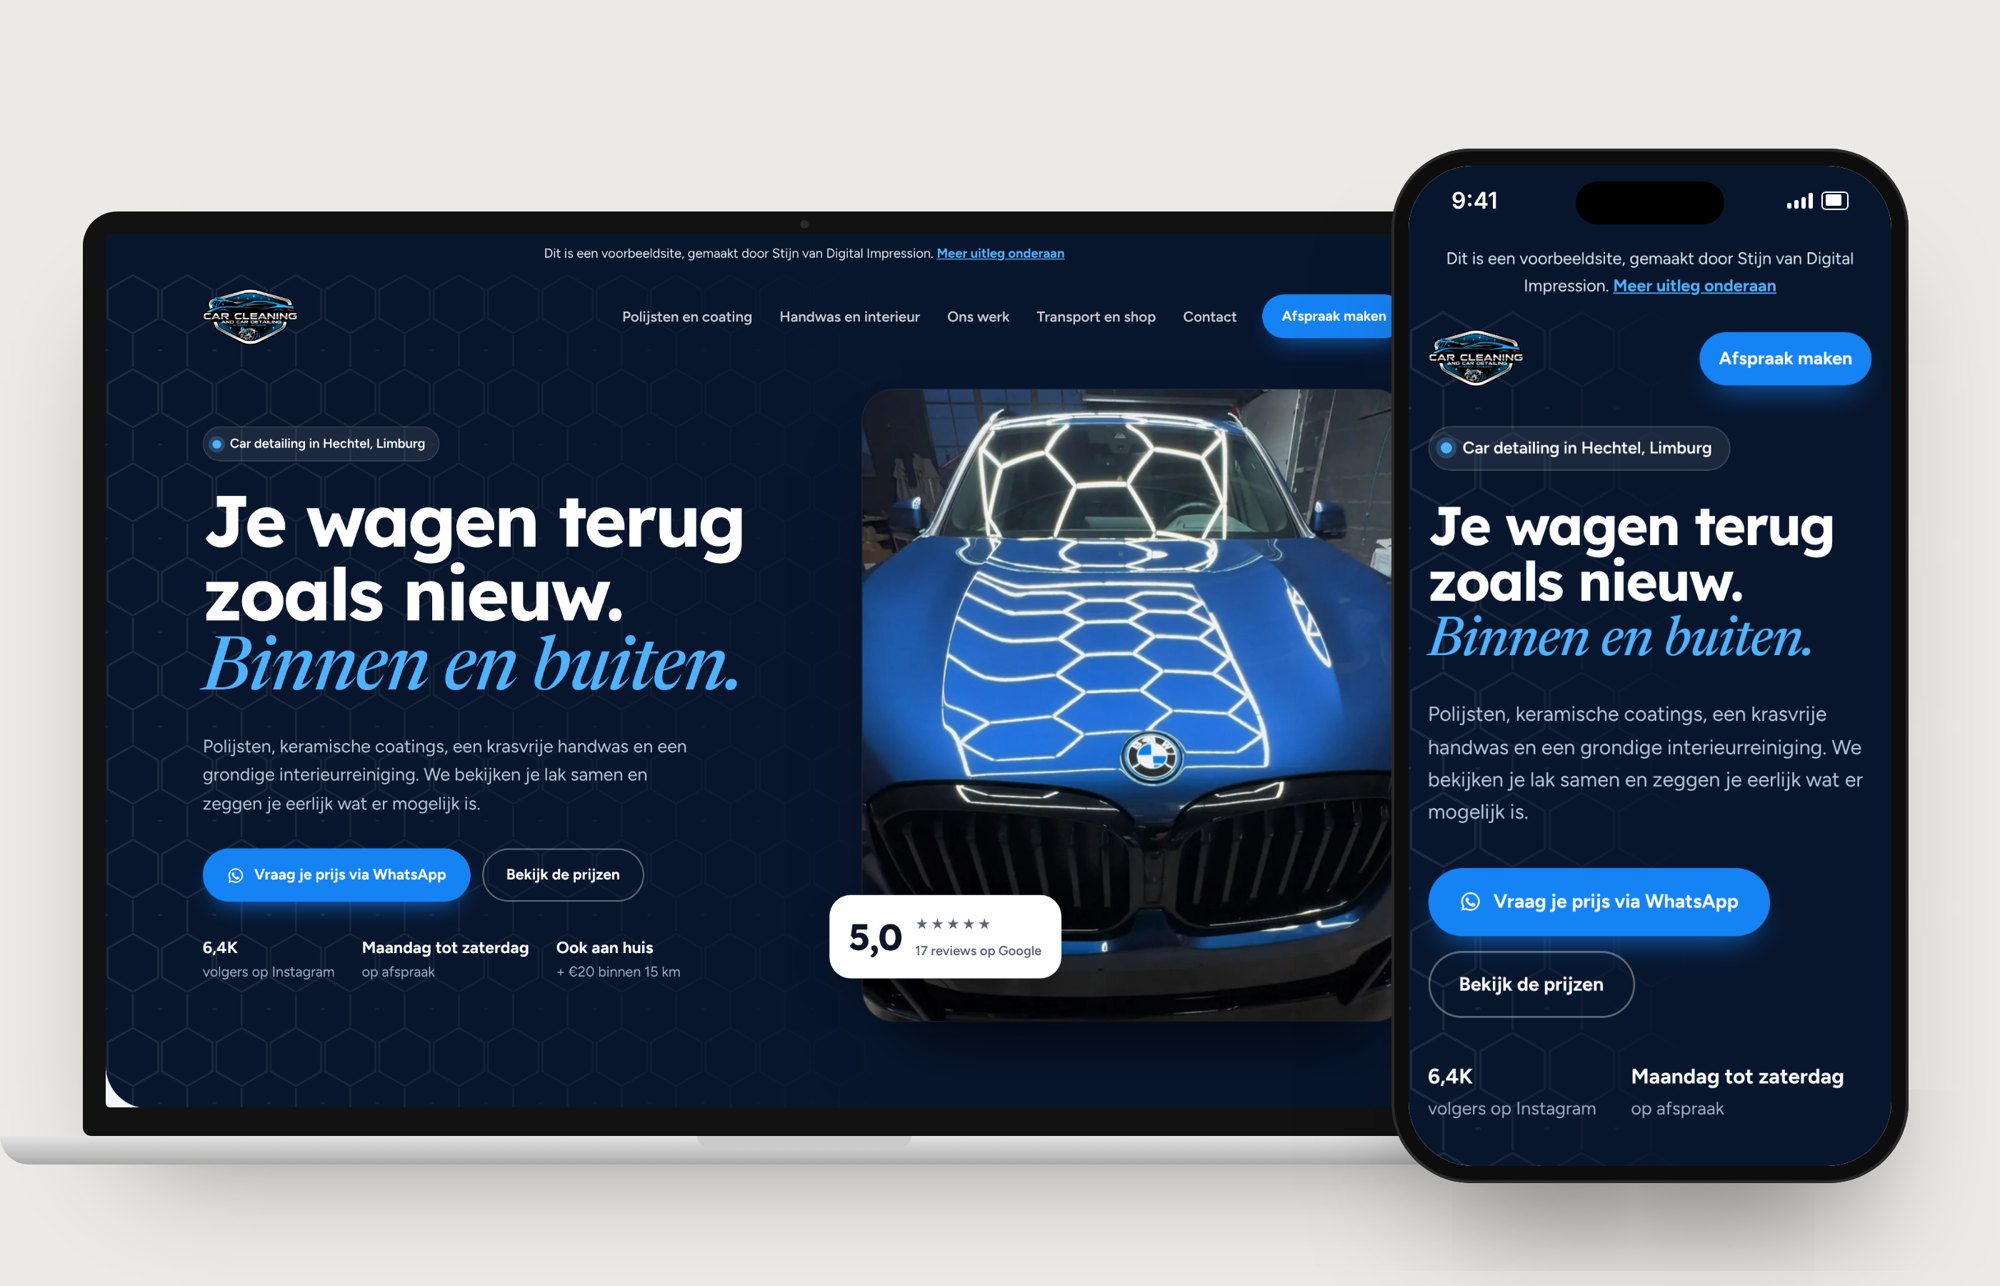 Dit is een voorbeeldsite, gemaakt door Stijn van Digital Impression. Meer uitleg onderaan
CAR CLEANING
AND CAR DETAILING
Polijsten en coating
Handwas en interieur
Ons werk
Transport en shop
Contact
Afspraak maken
Car detailing in Hechtel, Limburg
Je wagen terug
zoals nieuw.
Binnen en buiten.
Polijsten, keramische coatings, een krasvrije handwas en een
grondige interieurreiniging. We bekijken je lak samen en
zeggen je eerlijk wat er mogelijk is.
Vraag je prijs via WhatsApp
Bekijk de prijzen
6,4K
volgers op Instagram
Maandag tot zaterdag
op afspraak
Ook aan huis
+ €20 binnen 15 km
5,0
★★★★★
17 reviews op Google
9:41
Dit is een voorbeeldsite, gemaakt door Stijn van Digital
Impression. Meer uitleg onderaan
CAR CLEANING
AND CAR DETAILING
Afspraak maken
Car detailing in Hechtel, Limburg
Je wagen terug
zoals nieuw.
Binnen en buiten.
Polijsten, keramische coatings, een krasvrije
handwas en een grondige interieurreiniging. We
bekijken je lak samen en zeggen je eerlijk wat er
mogelijk is.
Vraag je prijs via WhatsApp
Bekijk de prijzen
6,4K
volgers op Instagram
Maandag tot zaterdag
op afspraak